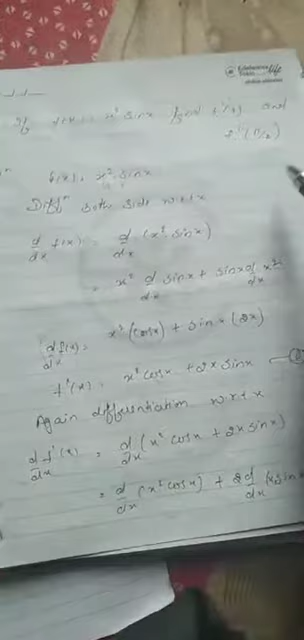 life
If f(x) = x² sinx find f'(x) and
f''(π/2)
f(x) = x² sinx
Diffⁿ both side w.r.t x
d/dx f(x) = d/dx (x² sinx)
= x² d/dx sinx + sinx d/dx x²
d/dx f(x) = x² (cosx) + sinx (2x)
f'(x) = x² cosx + 2x sinx
Again differentiation w.r.t x
d/dx f'(x) = d/dx (x² cosx + 2x sinx)
= d/dx (x² cosx) + 2 d/dx (x sinx